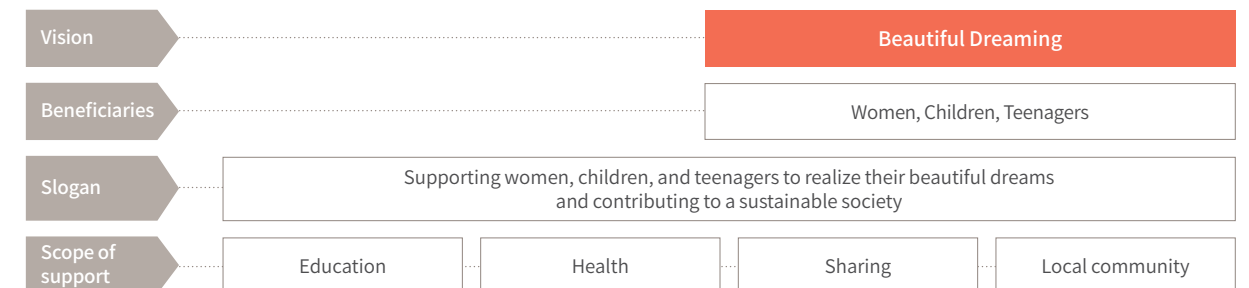 Vision
Beautiful Dreaming
Beneficiaries
Women, Children, Teenagers
Slogan
Supporting women, children, and teenagers to realize their beautiful dreams
and contributing to a sustainable society
Scope of
support
Education
Health
Sharing
Local community